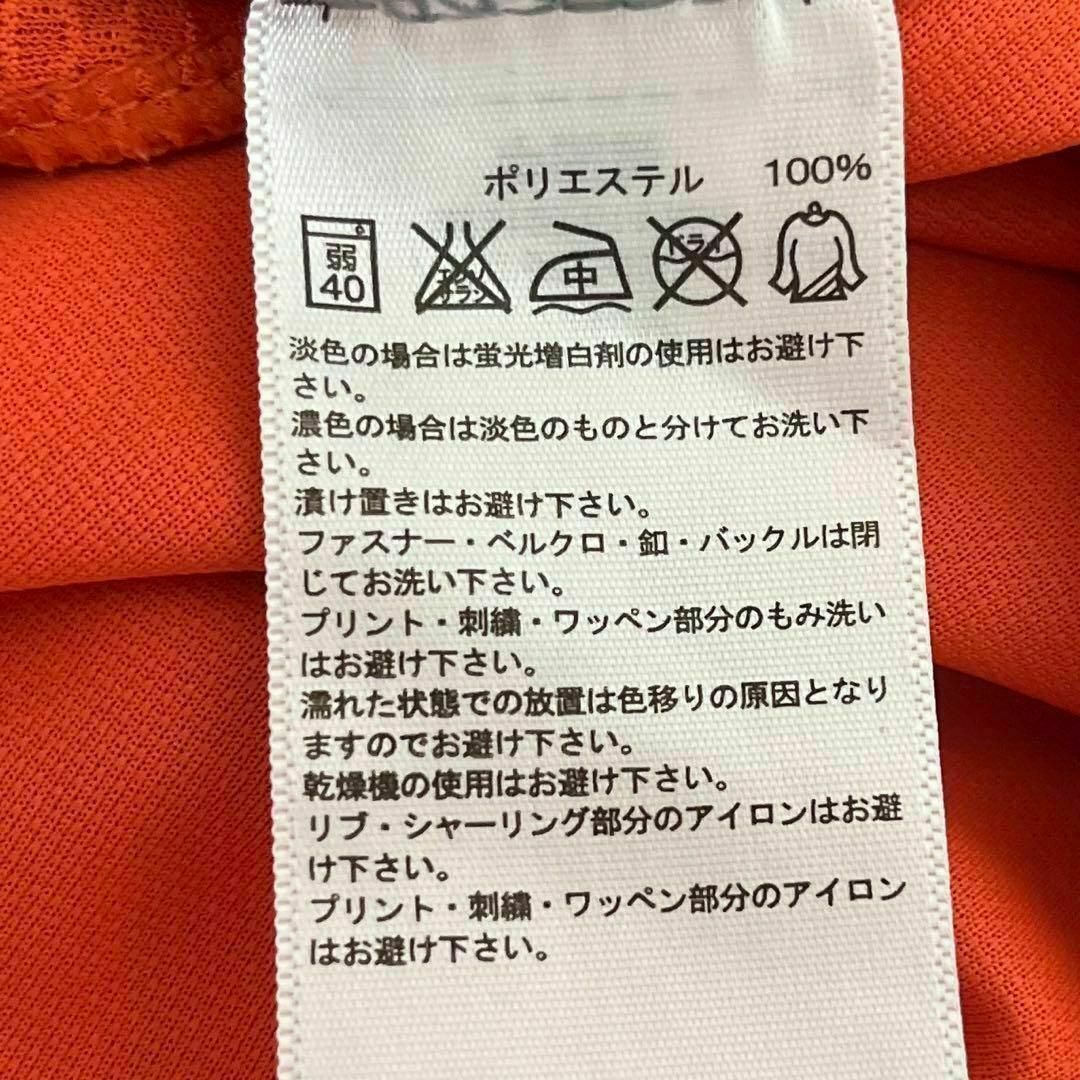 ポリエステル 100%
弱 40 エンソ サラシ 中 ドライ
淡色の場合は蛍光増白剤の使用はお避け下
さい。
濃色の場合は淡色のものと分けてお洗い下
さい。
漬け置きはお避け下さい。
ファスナー・ベルクロ・釦・バックルは閉
じてお洗い下さい。
プリント・刺繍・ワッペン部分のもみ洗い
はお避け下さい。
濡れた状態での放置は色移りの原因となり
ますのでお避け下さい。
乾燥機の使用はお避け下さい。
リブ・シャーリング部分のアイロンはお避
け下さい。
プリント・刺繍・ワッペン部分のアイロン
はお避け下さい。